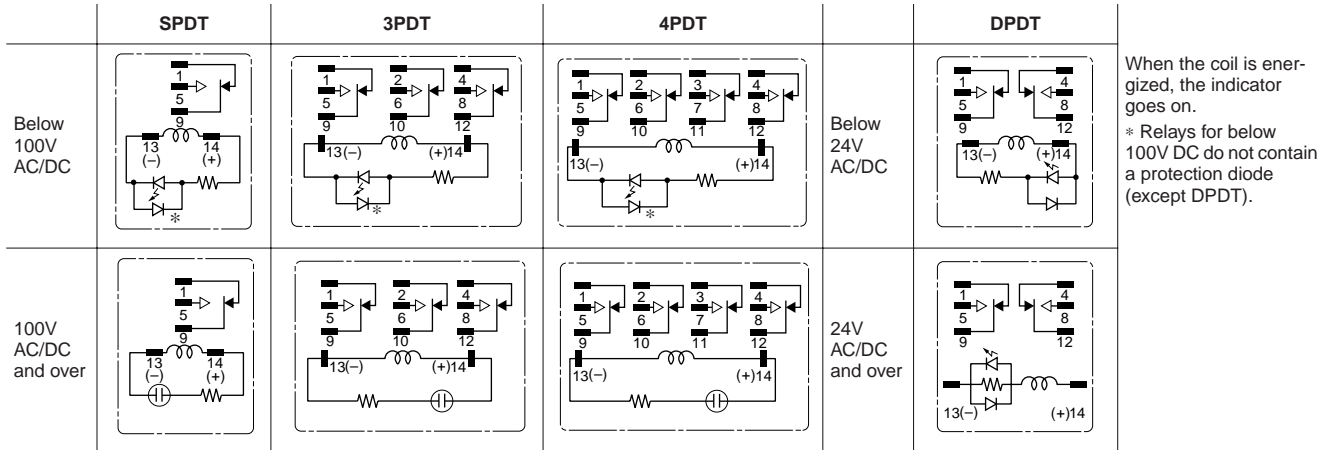 SPDT 3PDT 4PDT DPDT
Below
100V
AC/DC
1
5
9
13
(–)
14
(+)
*
1 2 4
5 6 8
9 10 12
13(–) (+)14
*
1 2 3 4
5 6 7 8
9 10 11 12
13(–) (+)14
*
Below
24V
AC/DC
1 4
5 8
9 12
13(–) (+)14
When the coil is ener-
gized, the indicator
goes on.
* Relays for below
100V DC do not contain
a protection diode
(except DPDT).
100V
AC/DC
and over
1
5
9
13
(–)
14
(+)
1 2 4
5 6 8
9 10 12
13(–) (+)14
1 2 3 4
5 6 7 8
9 10 11 12
13(–) (+)14
24V
AC/DC
and over
1 4
5 8
9 12
13(–) (+)14